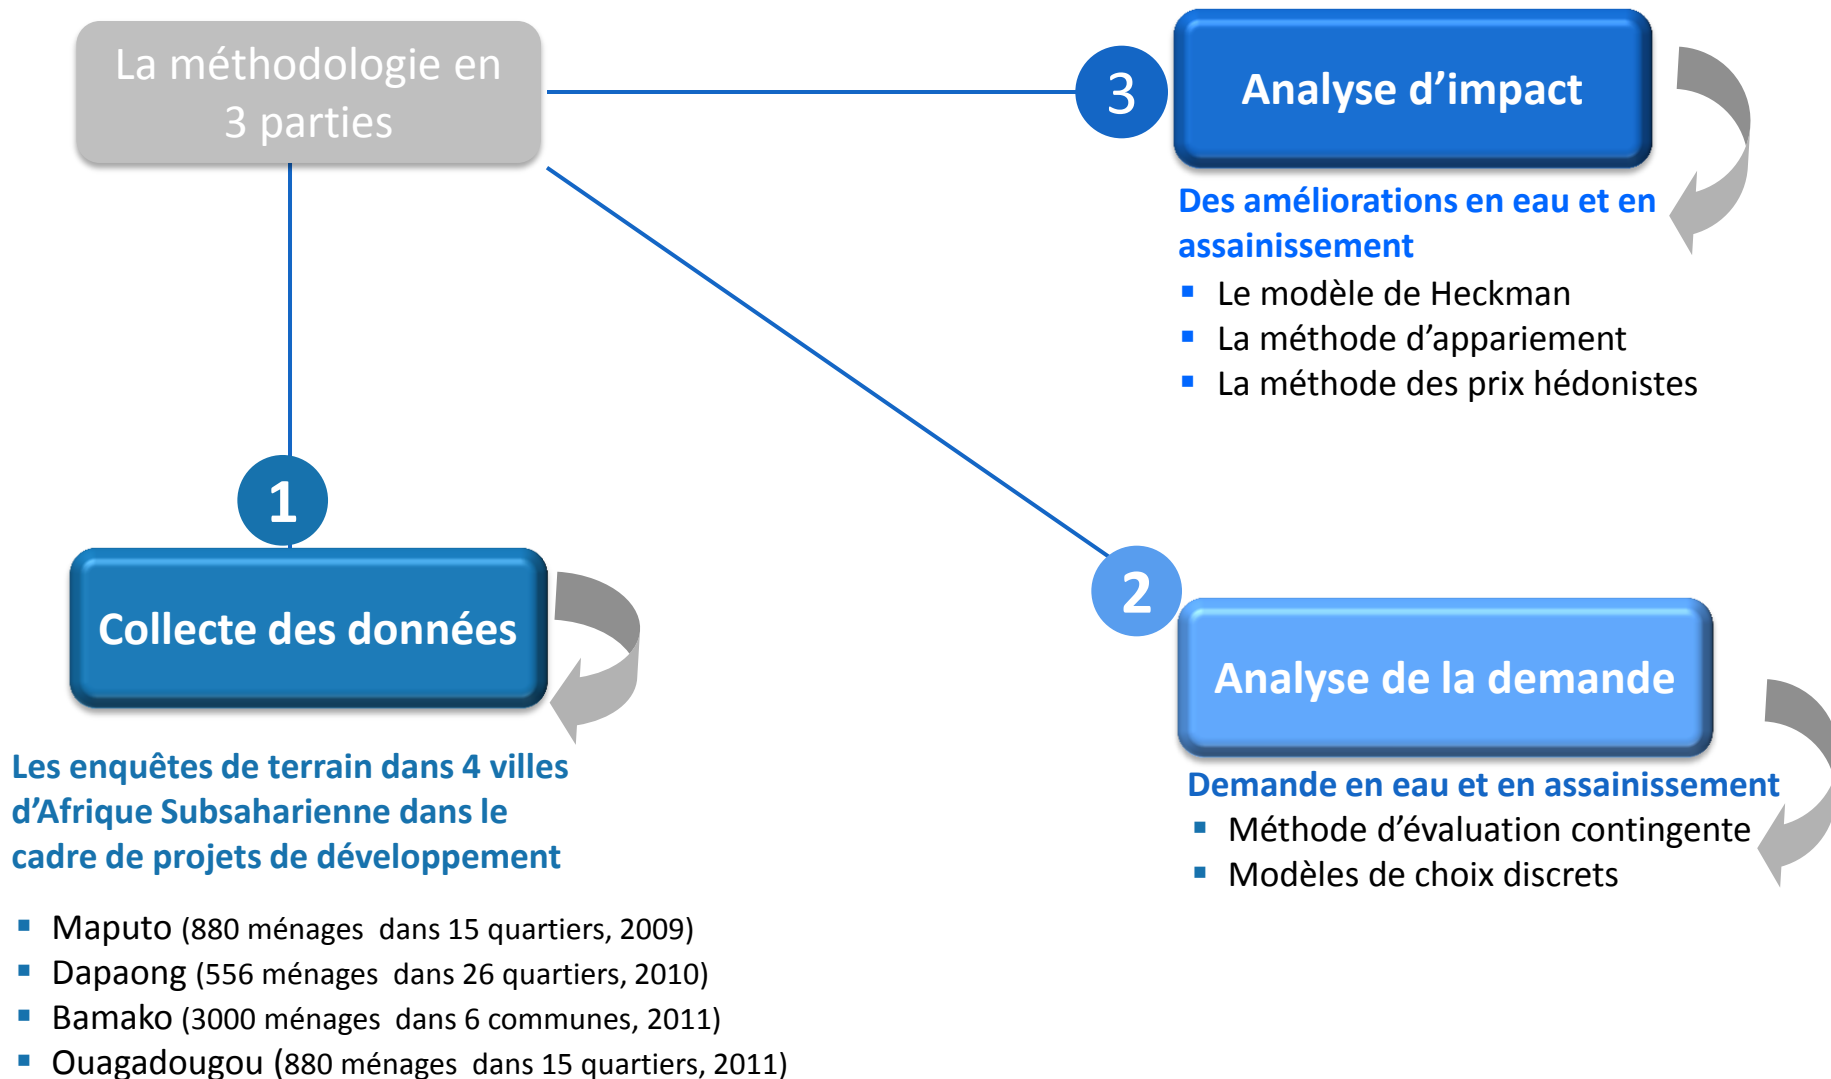 La méthodologie en
3 parties
1
Collecte des données
Les enquêtes de terrain dans 4 villes
d’Afrique Subsaharienne dans le
cadre de projets de développement
▪ Maputo (880 ménages  dans 15 quartiers, 2009)
▪ Dapaong (556 ménages  dans 26 quartiers, 2010)
▪ Bamako (3000 ménages  dans 6 communes, 2011)
▪ Ouagadougou (880 ménages  dans 15 quartiers, 2011)
2
Analyse de la demande
Demande en eau et en assainissement
▪ Méthode d’évaluation contingente
▪ Modèles de choix discrets
3
Analyse d’impact
Des améliorations en eau et en
assainissement
▪ Le modèle de Heckman
▪ La méthode d’appariement
▪ La méthode des prix hédonistes